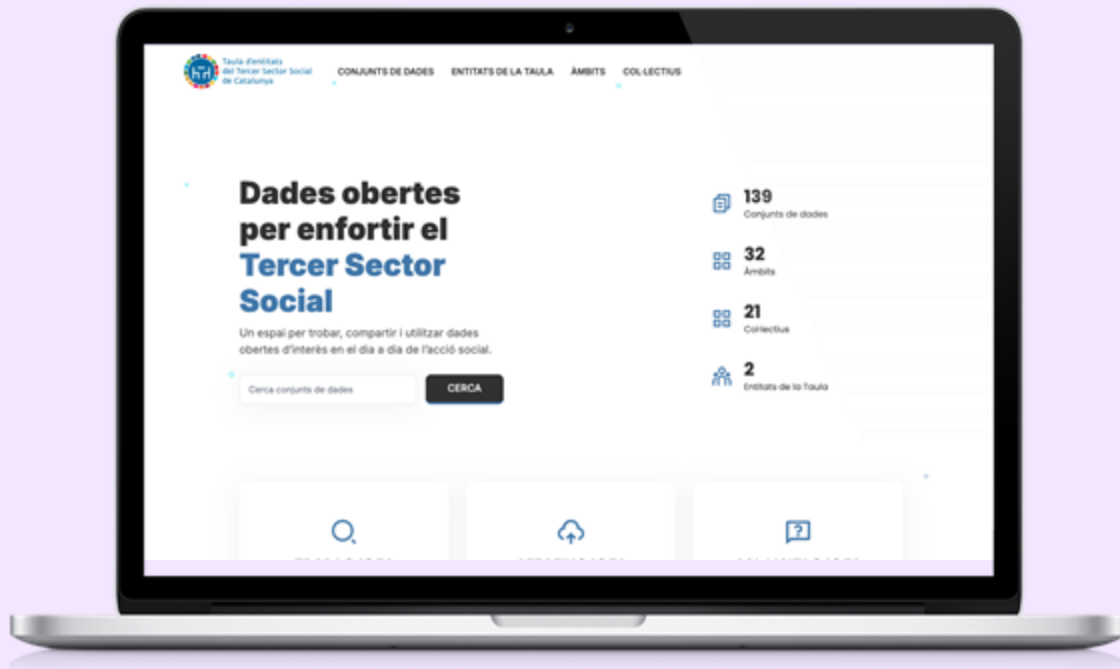 Taula d'entitats
del Tercer Sector Social
de Catalunya
CONJUNTS DE DADES ENTITATS DE LA TAULA ÀMBITS COL·LECTIUS
Dades obertes
per enfortir el
Tercer Sector
Social
Un espai per trobar, compartir i utilitzar dades
obertes d'interès en el dia a dia de l'acció social.
Cerca conjunts de dades
CERCA
139
Conjunts de dades
32
Àmbits
21
Col·lectius
2
Entitats de la Taula